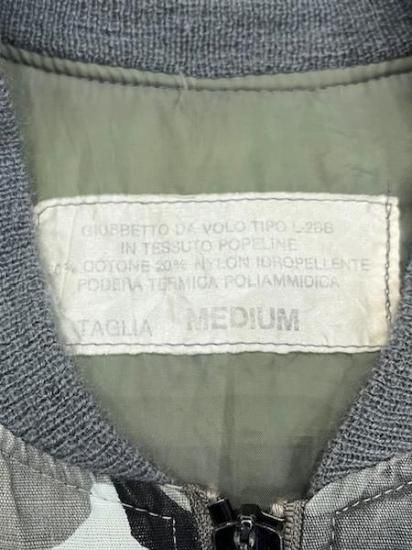 GIUBBETTO DA VOLO TIPO L-2BB
IN TESSUTO POPELINE
COTONE 20% NYLON IDROPELLENTE
FODERA TERMICA POLIAMMIDICA
TAGLIA MEDIUM